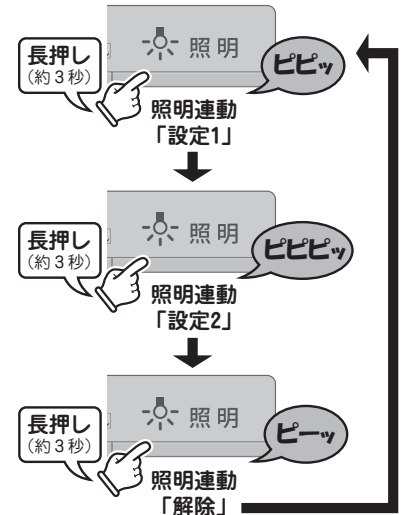 長押し
(約3秒)
照明
ピピッ
照明連動
「設定1」
長押し
(約3秒)
照明
ピピピッ
照明連動
「設定2」
長押し
(約3秒)
照明
ピーッ
照明連動
「解除」